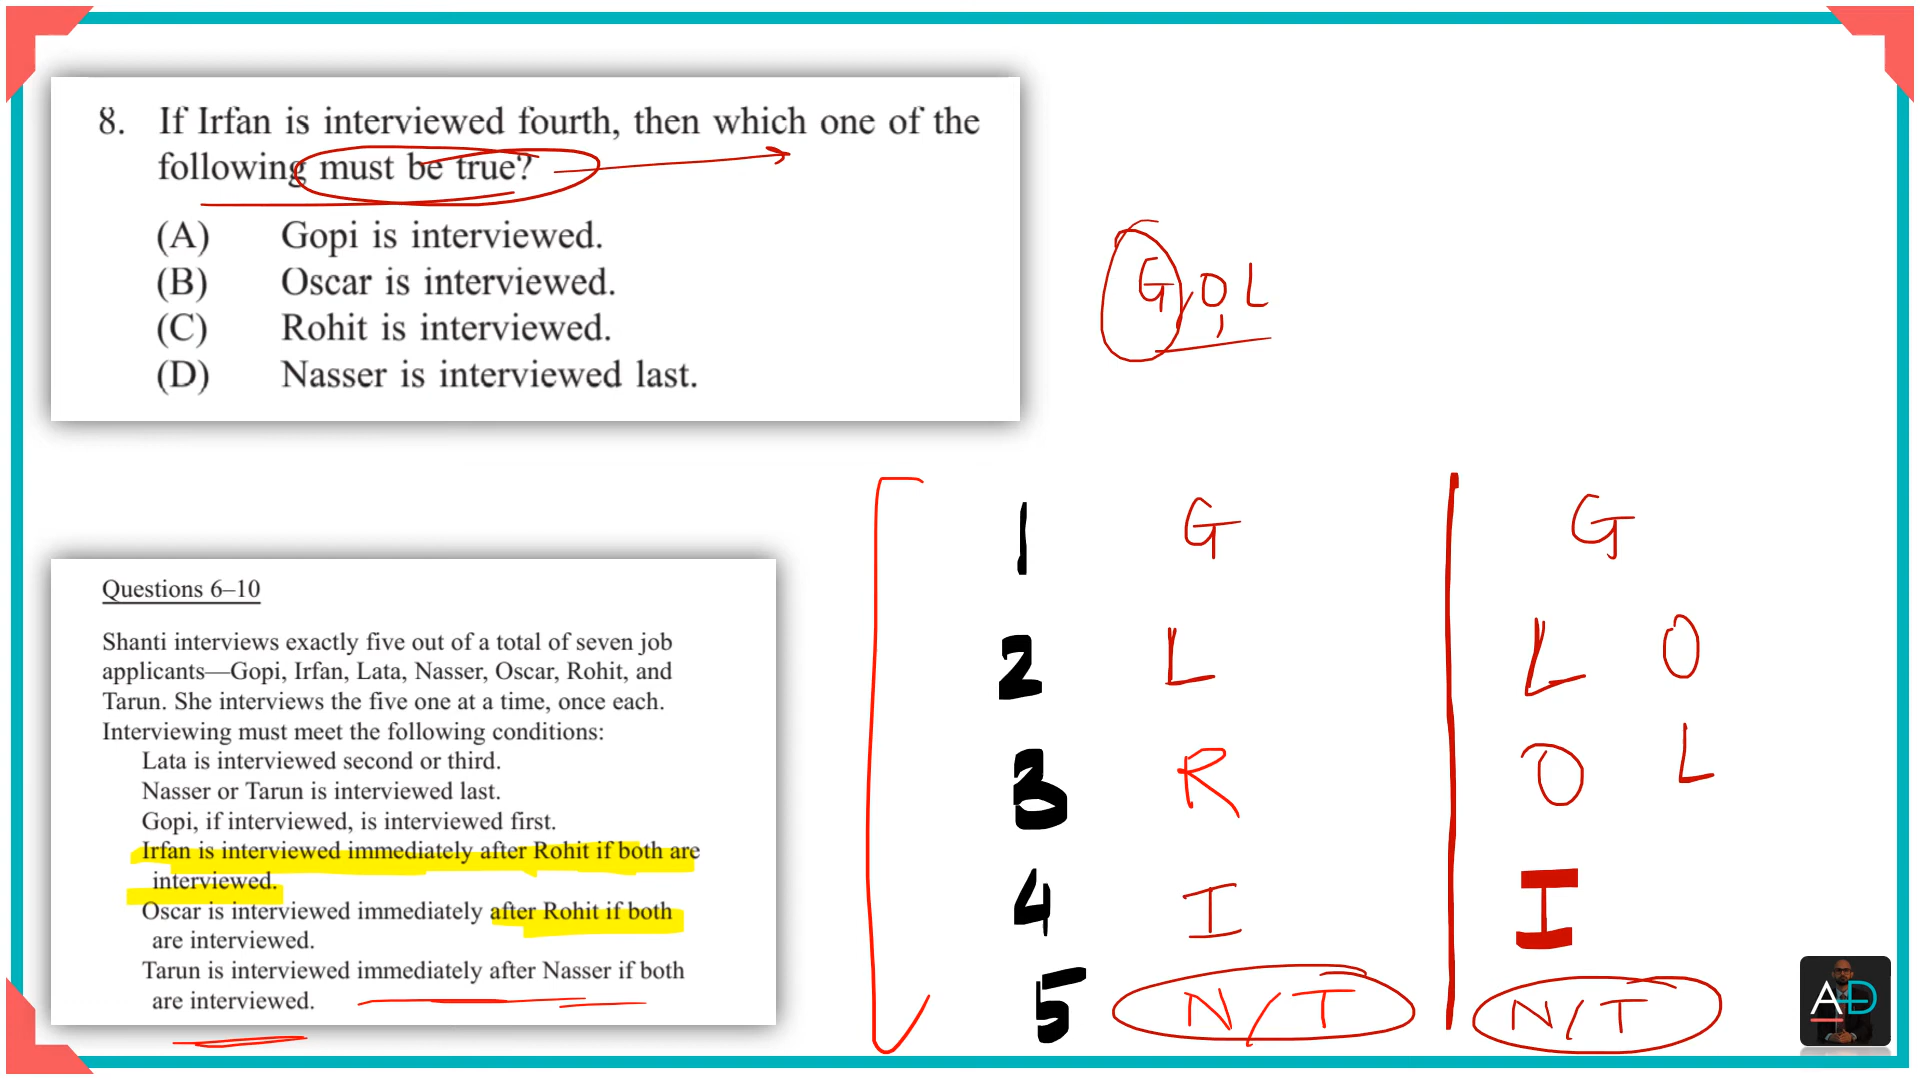 8. If Irfan is interviewed fourth, then which one of the
following must be true?
(A) Gopi is interviewed.
(B) Oscar is interviewed.
(C) Rohit is interviewed.
(D) Nasser is interviewed last.
G, O, L
Questions 6–10
Shanti interviews exactly five out of a total of seven job
applicants—Gopi, Irfan, Lata, Nasser, Oscar, Rohit, and
Tarun. She interviews the five one at a time, once each.
Interviewing must meet the following conditions:
Lata is interviewed second or third.
Nasser or Tarun is interviewed last.
Gopi, if interviewed, is interviewed first.
Irfan is interviewed immediately after Rohit if both are
interviewed.
Oscar is interviewed immediately after Rohit if both
are interviewed.
Tarun is interviewed immediately after Nasser if both
are interviewed.
1 G G
2 L L O
3 R O L
4 I I
5 N/T N/T
AD